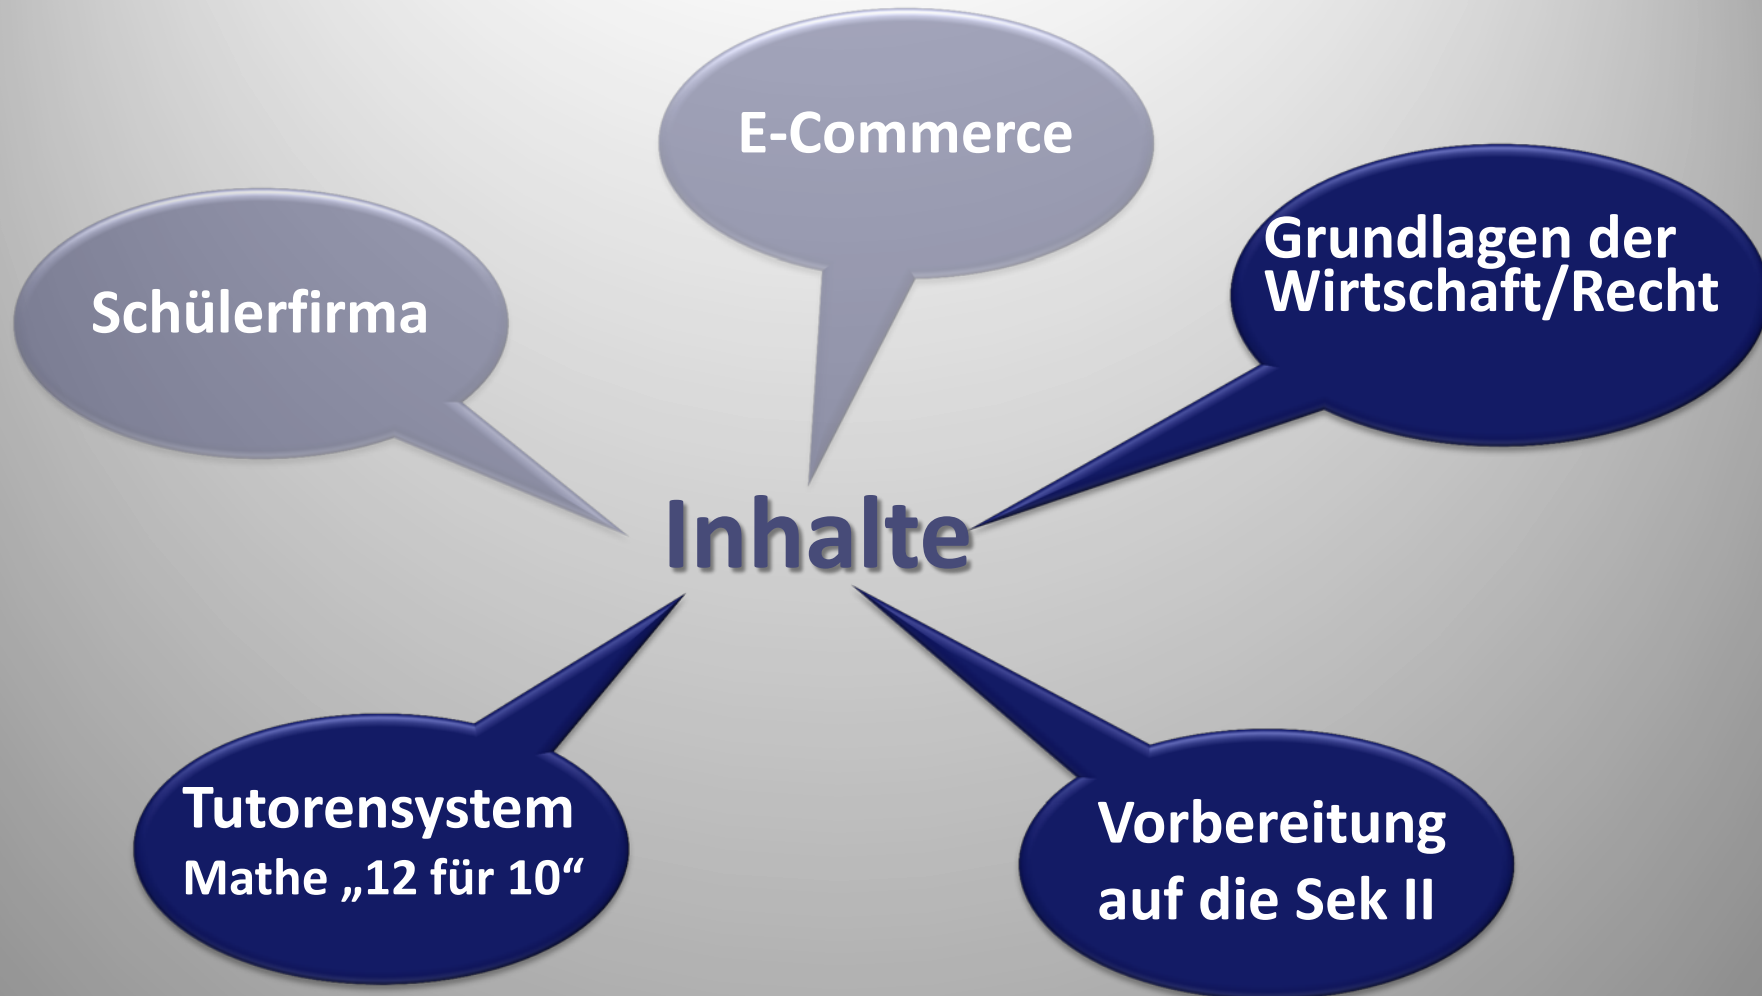 E-Commerce
Grundlagen der
Wirtschaft/Recht
Schülerfirma
Inhalte
Tutorensystem
Mathe „12 für 10“
Vorbereitung
auf die Sek II